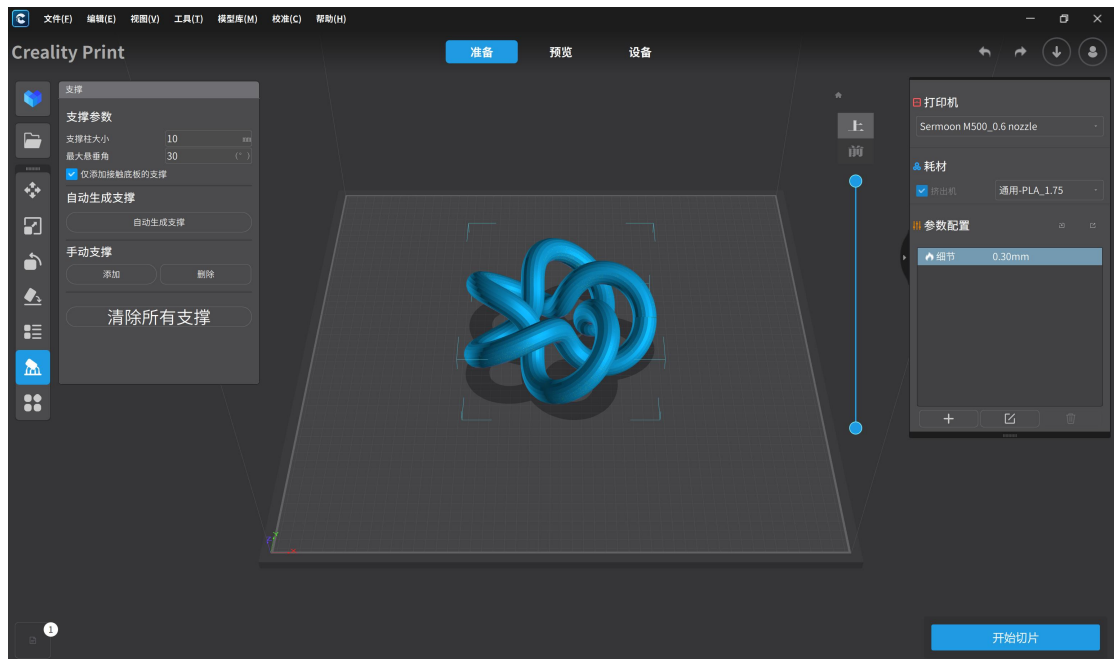 文件(F) 编辑(E) 视图(V) 工具(T) 模型库(M) 校准(C) 帮助(H)
Creality Print
准备 预览 设备
支撑
支撑参数
支撑柱大小 10 mm
最大悬垂角 30 (°)
仅添加接触底板的支撑
自动生成支撑
自动生成支撑
手动支撑
添加 删除
清除所有支撑
上
前
打印机
Sermoon M500_0.6 nozzle
耗材
挤出机 通用-PLA_1.75
参数配置
细节 0.30mm
1
开始切片